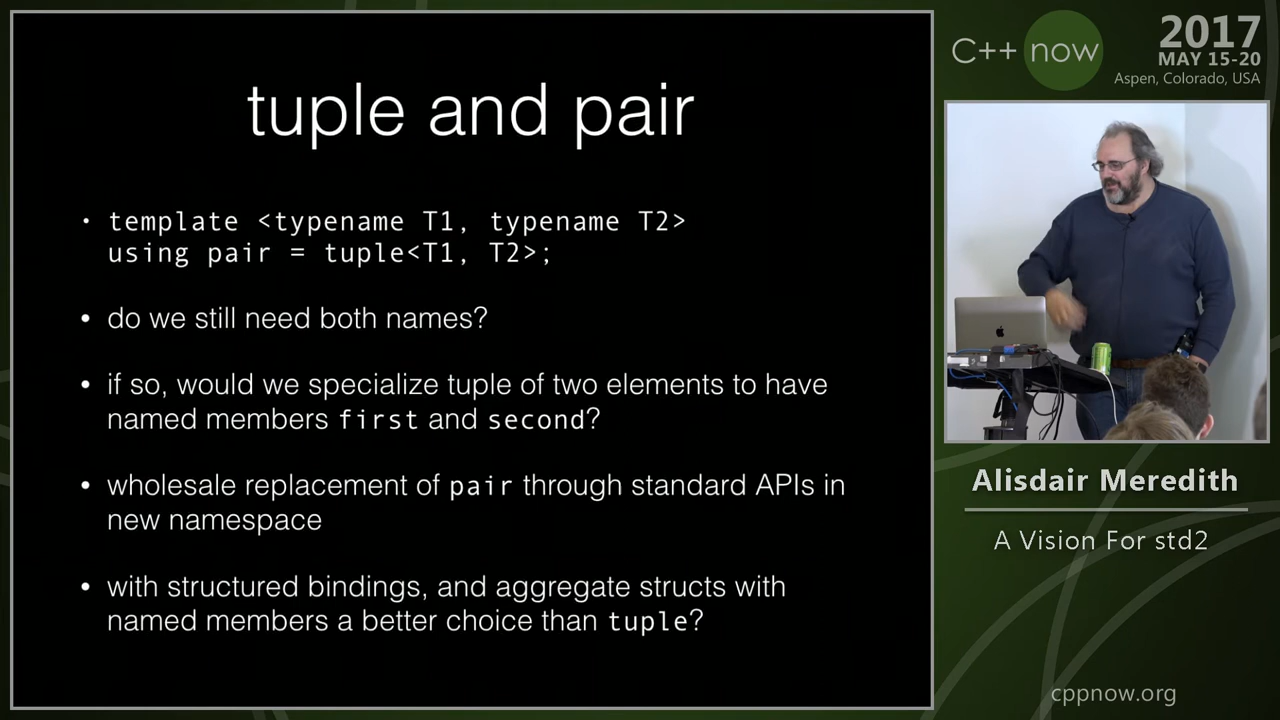 tuple and pair
• template <typename T1, typename T2>
using pair = tuple<T1, T2>;
• do we still need both names?
• if so, would we specialize tuple of two elements to have
named members first and second?
• wholesale replacement of pair through standard APIs in
new namespace
• with structured bindings, and aggregate structs with
named members a better choice than tuple?
C++ now
2017
MAY 15-20
Aspen, Colorado, USA
Alisdair Meredith
A Vision For std2
cppnow.org